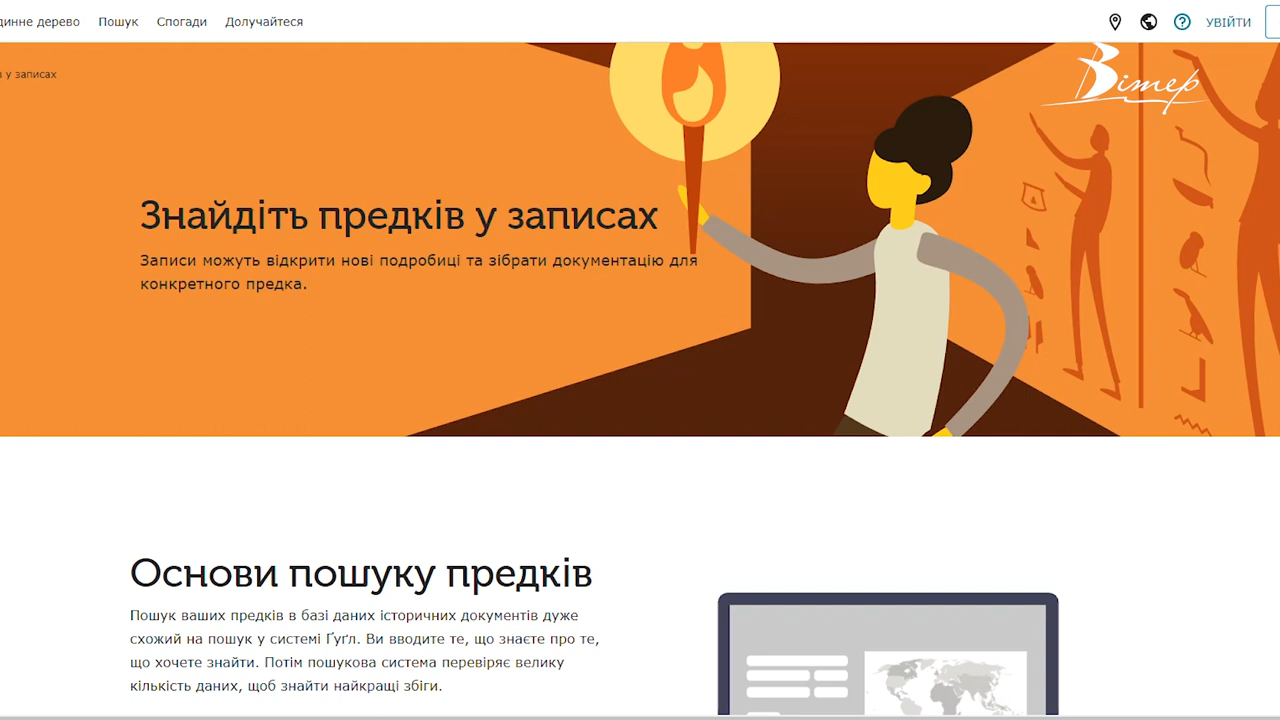 динне дерево Пошук Спогади Долучайтеся УВІЙТИ
в у записах
Вітер
Знайдіть предків у записах
Записи можуть відкрити нові подробиці та зібрати документацію для
конкретного предка.
Основи пошуку предків
Пошук ваших предків в базі даних історичних документів дуже
схожий на пошук у системі Ґуґл. Ви вводите те, що знаєте про те,
що хочете знайти. Потім пошукова система перевіряє велику
кількість даних, щоб знайти найкращі збіги.